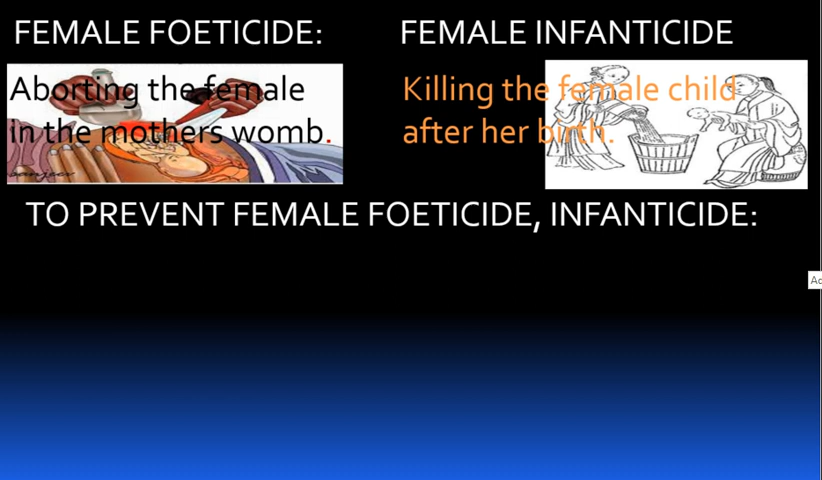 FEMALE FOETICIDE:
Aborting the female
in the mothers womb.
FEMALE INFANTICIDE
Killing the female child
after her birth.
TO PREVENT FEMALE FOETICIDE, INFANTICIDE: